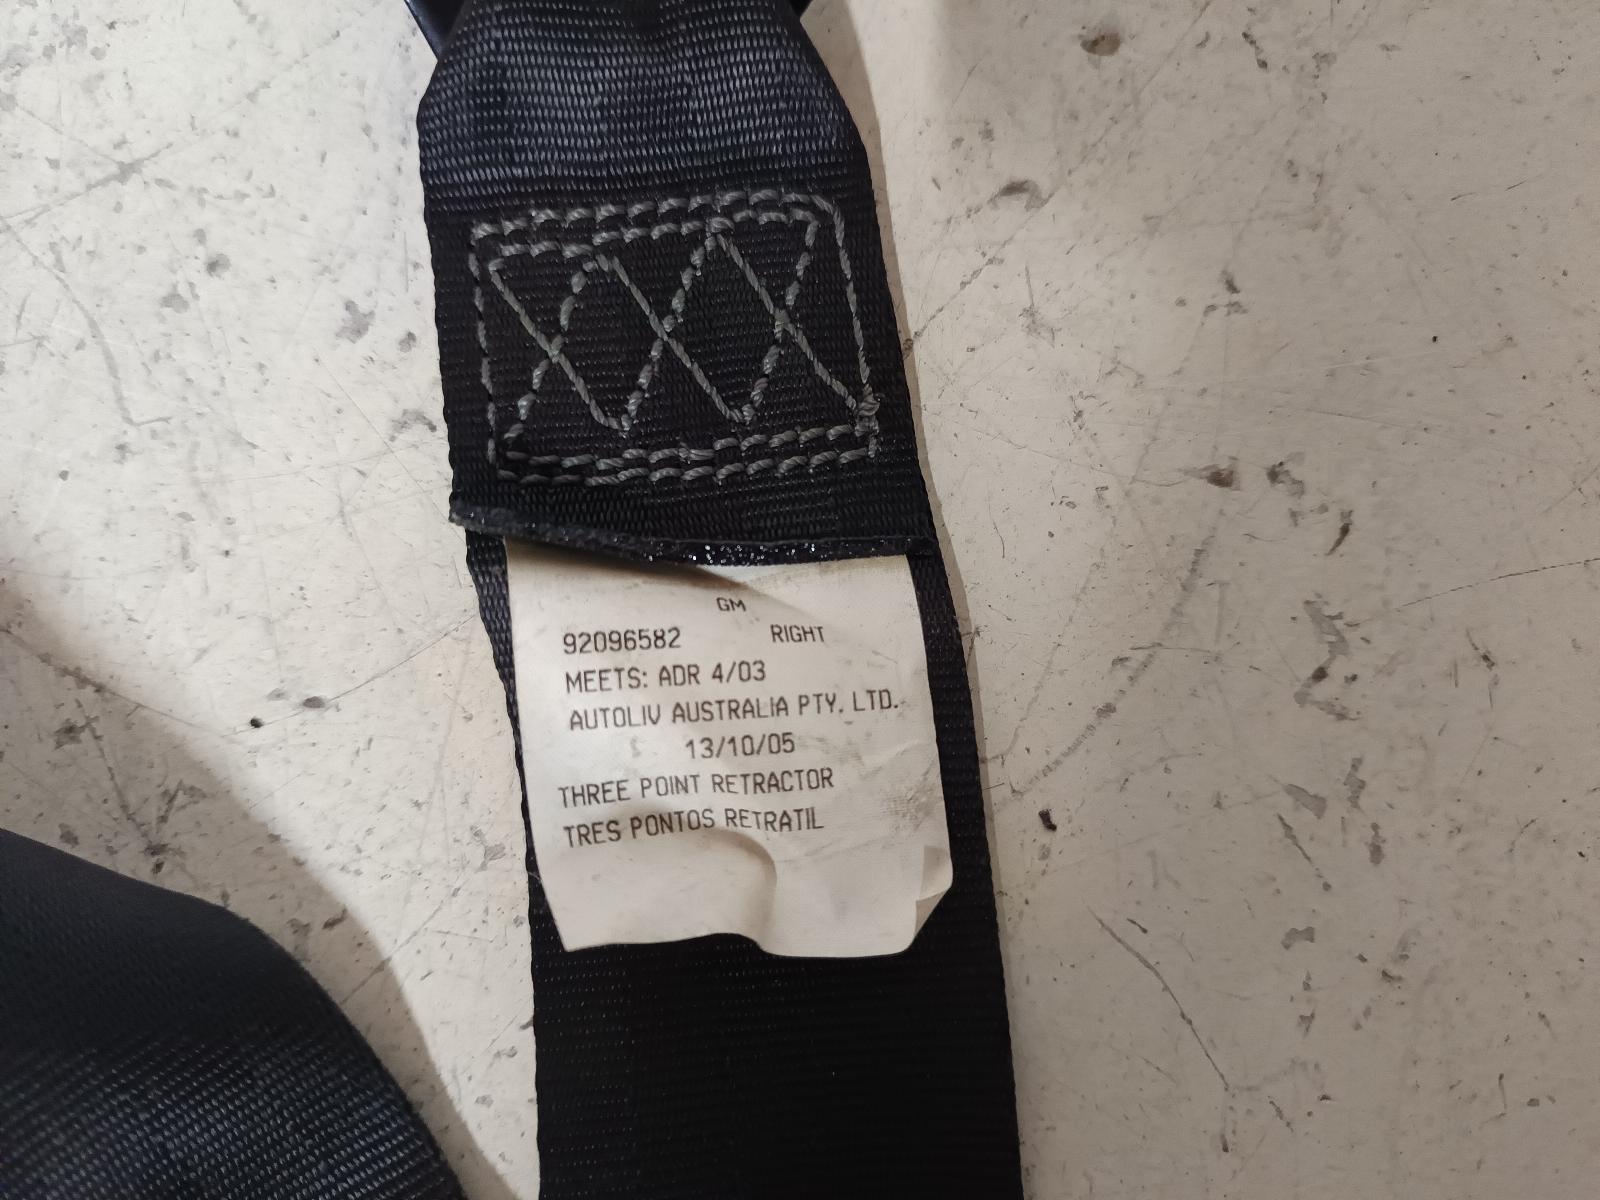 GM
92096582 RIGHT
MEETS: ADR 4/03
AUTOLIV AUSTRALIA PTY. LTD.
13/10/05
THREE POINT RETRACTOR
TRES PONTOS RETRATIL